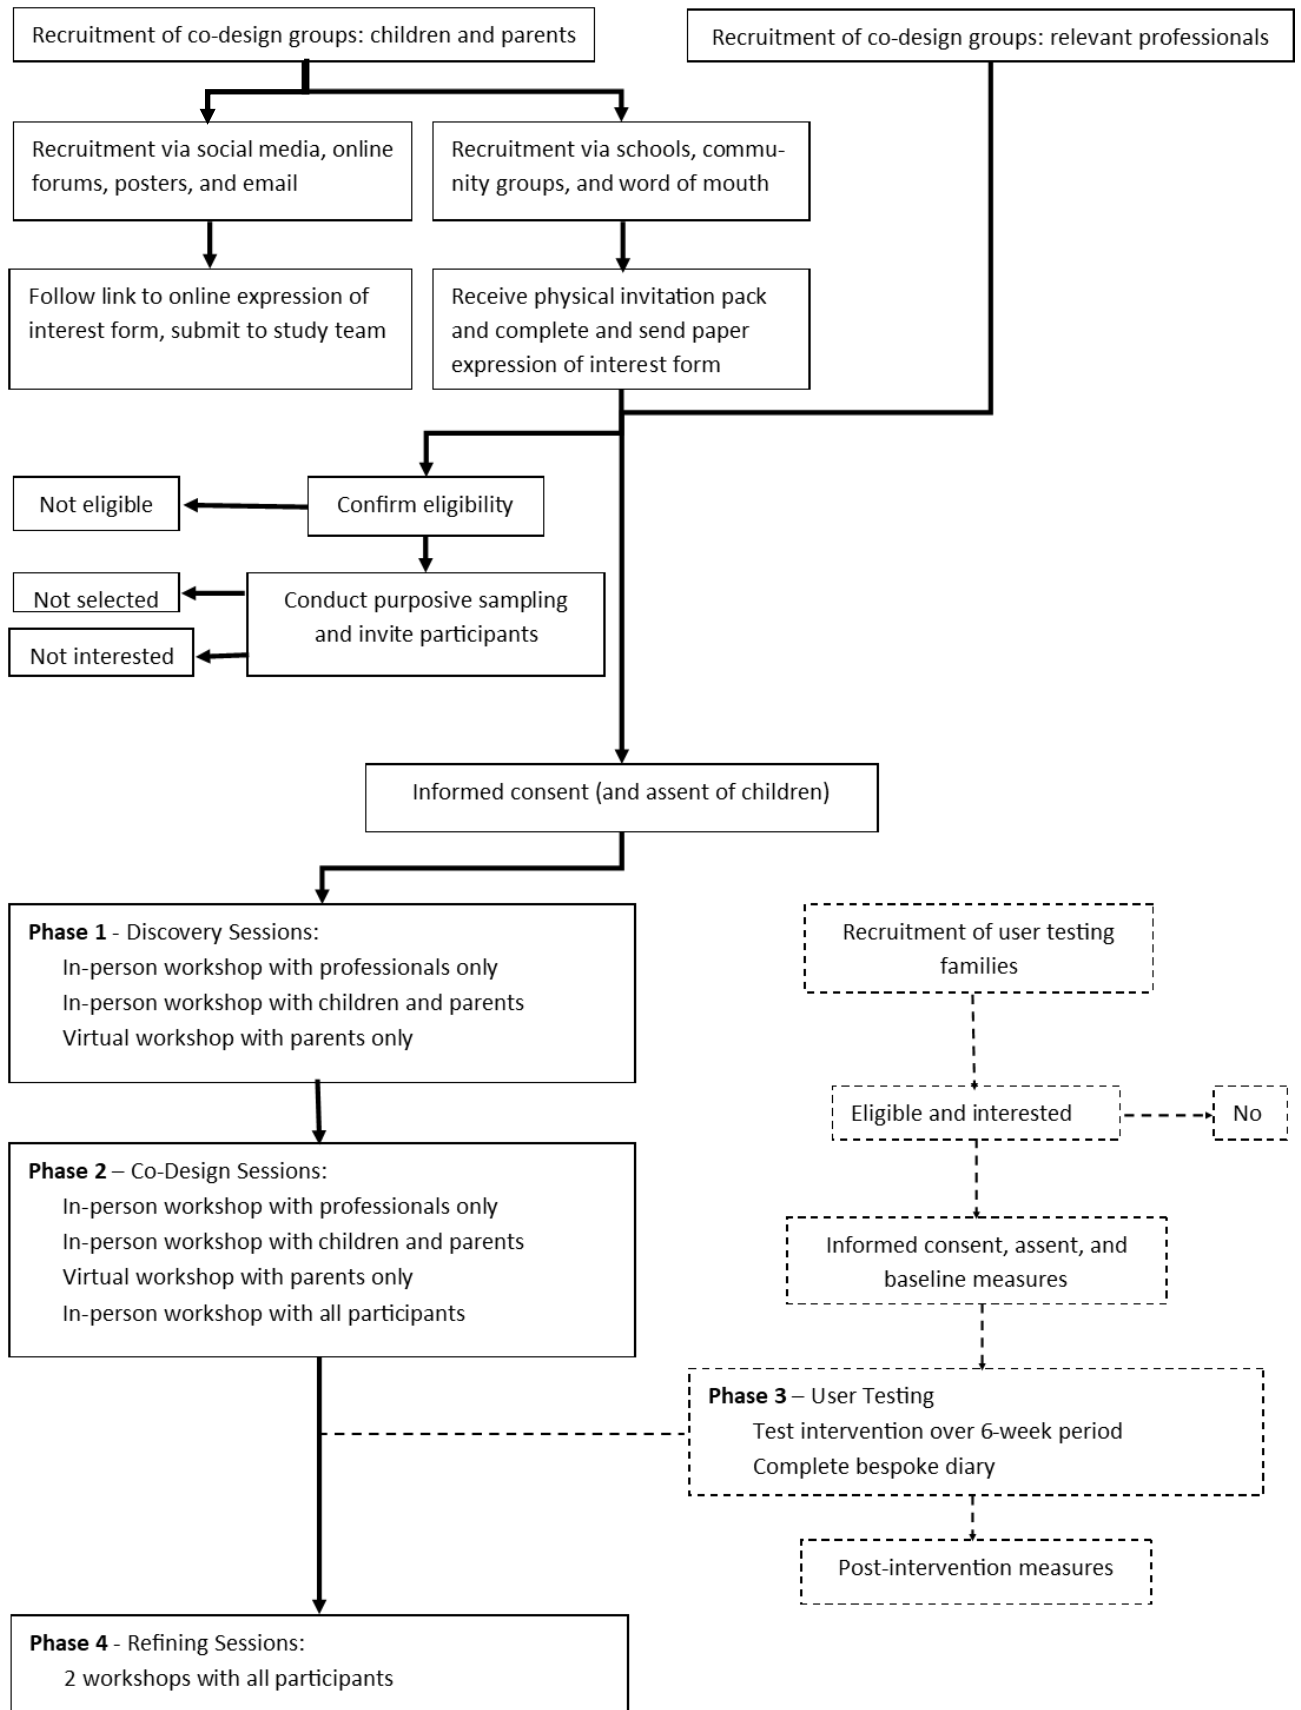 Recruitment of co-design groups: children and parents
Recruitment of co-design groups: relevant professionals
Recruitment via social media, online
forums, posters, and email
Recruitment via schools, commu-
nity groups, and word of mouth
Follow link to online expression of
interest form, submit to study team
Receive physical invitation pack
and complete and send paper
expression of interest form
Not eligible
Confirm eligibility
Not selected
Conduct purposive sampling
and invite participants
Not interested
Informed consent (and assent of children)
Phase 1 - Discovery Sessions:
In-person workshop with professionals only
In-person workshop with children and parents
Virtual workshop with parents only
Recruitment of user testing
families
Eligible and interested
No
Phase 2 – Co-Design Sessions:
In-person workshop with professionals only
In-person workshop with children and parents
Virtual workshop with parents only
In-person workshop with all participants
Informed consent, assent, and
baseline measures
Phase 3 – User Testing
Test intervention over 6-week period
Complete bespoke diary
Post-intervention measures
Phase 4 - Refining Sessions:
2 workshops with all participants